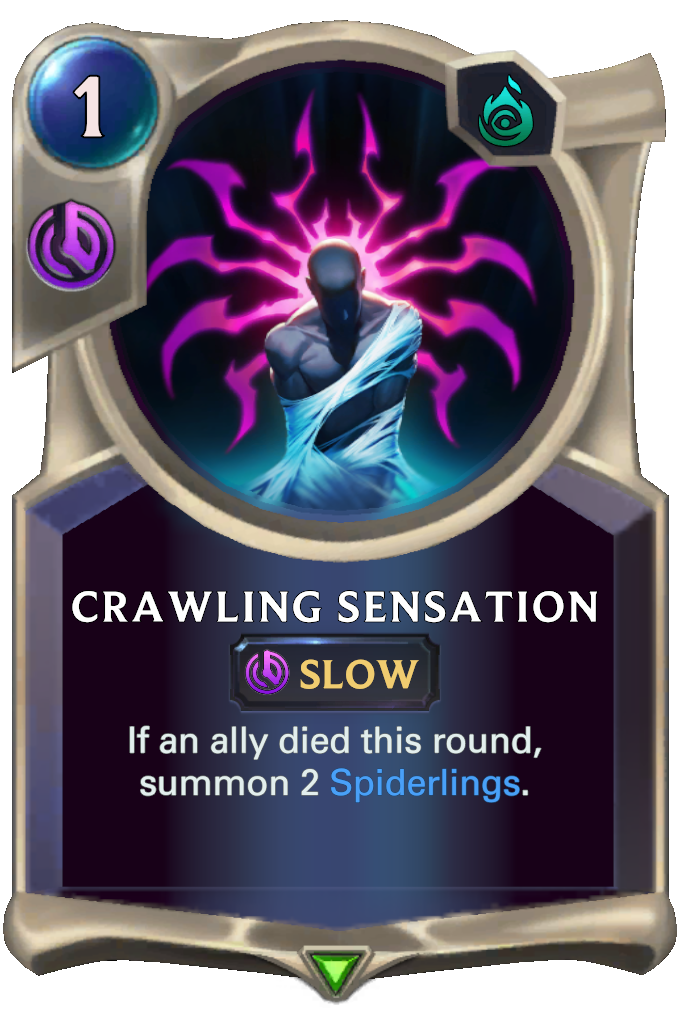 1
CRAWLING SENSATION
SLOW
If an ally died this round,
summon 2 Spiderlings.